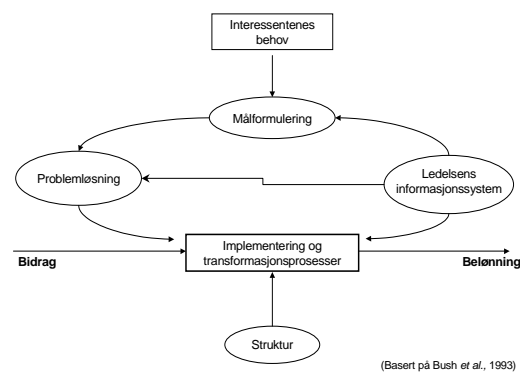 Interessentenes
behov
Målformulering
Problemløsning
Ledelsens
informasjonssystem
Implementering og
transformasjonsprosesser
Bidrag
Belønning
Struktur
(Basert på Bush et al., 1993)